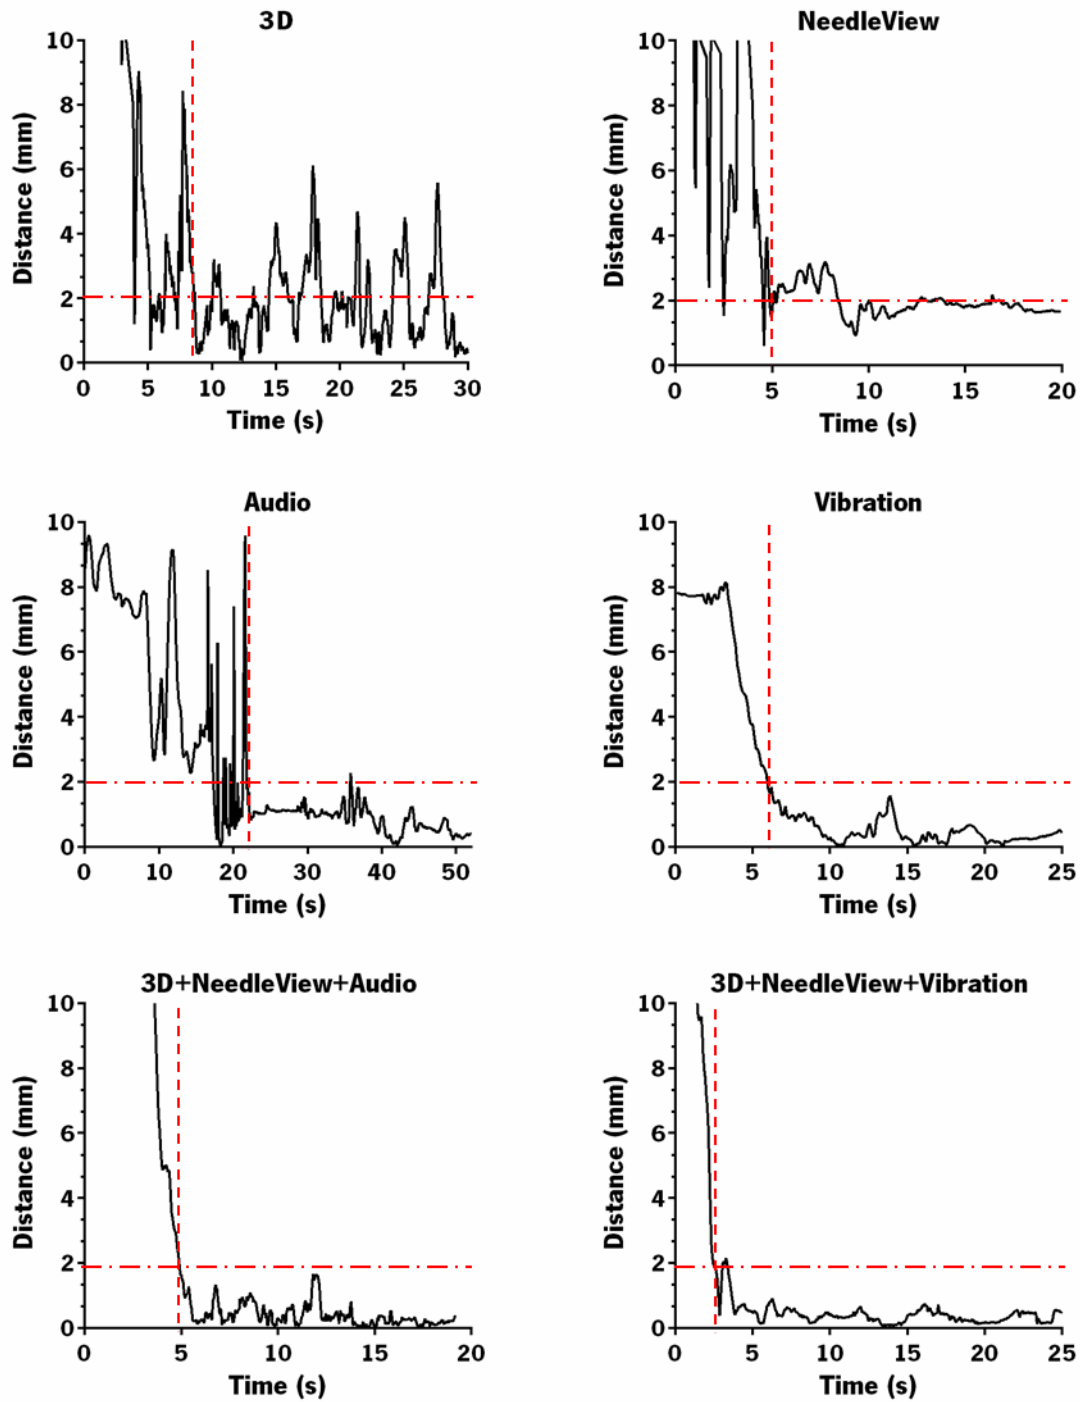 3D
10
8
6
4
2
0
0 5 10 15 20 25 30
Distance (mm)
Time (s)
NeedleView
10
8
6
4
2
0
0 5 10 15 20
Distance (mm)
Time (s)
Audio
10
8
6
4
2
0
0 10 20 30 40 50
Distance (mm)
Time (s)
Vibration
10
8
6
4
2
0
0 5 10 15 20 25
Distance (mm)
Time (s)
3D+NeedleView+Audio
10
8
6
4
2
0
0 5 10 15 20
Distance (mm)
Time (s)
3D+NeedleView+Vibration
10
8
6
4
2
0
0 5 10 15 20 25
Distance (mm)
Time (s)